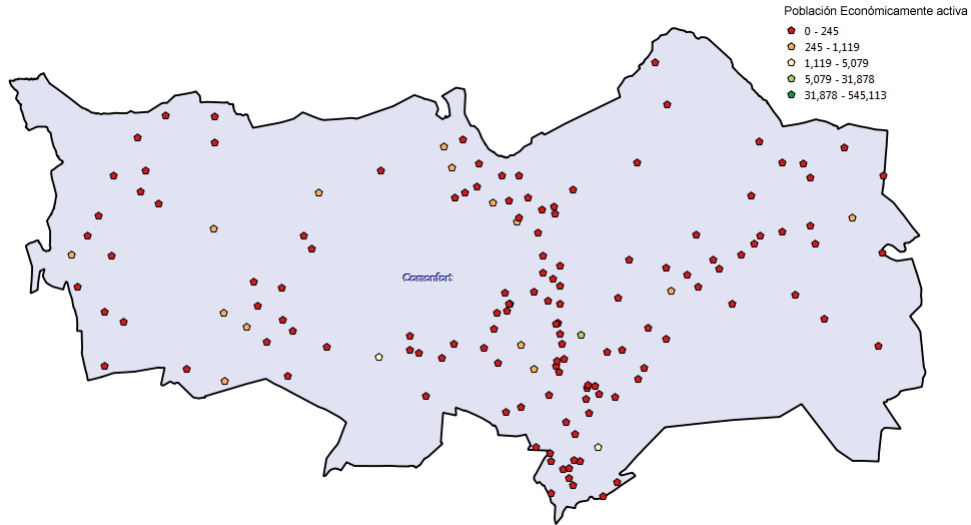 Población Económicamente activa
0 - 245
245 - 1,119
1,119 - 5,079
5,079 - 31,878
31,878 - 545,113
Comonfort